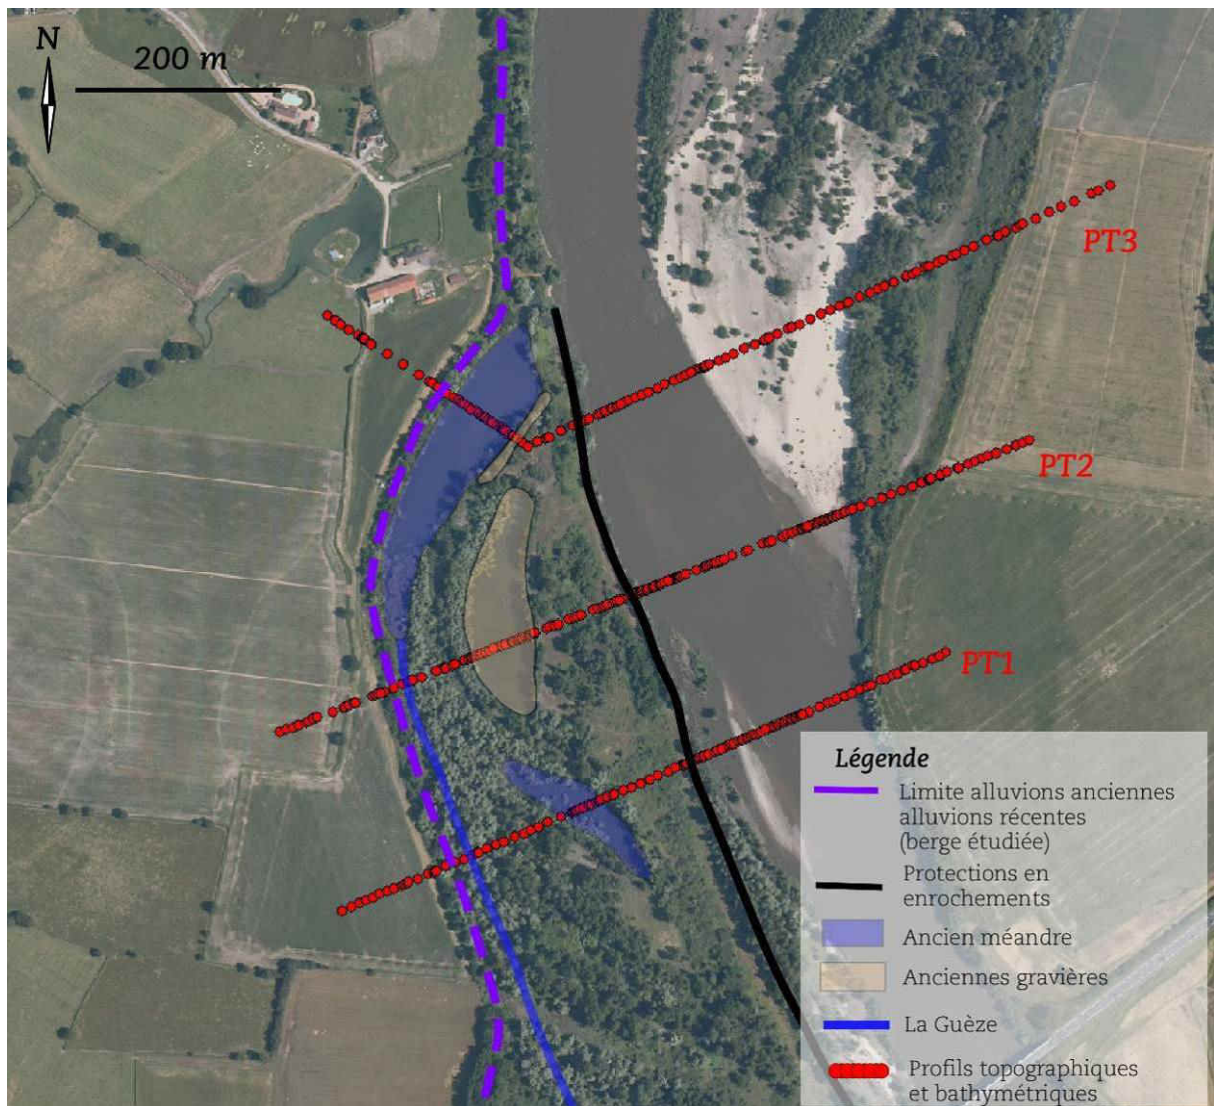 N
200 m
PT3
PT2
PT1
Légende
Limite alluvions anciennes
alluvions récentes
(berge étudiée)
Protections en
enrochements
Ancien méandre
Anciennes gravières
La Guèze
Profils topographiques
et bathymétriques